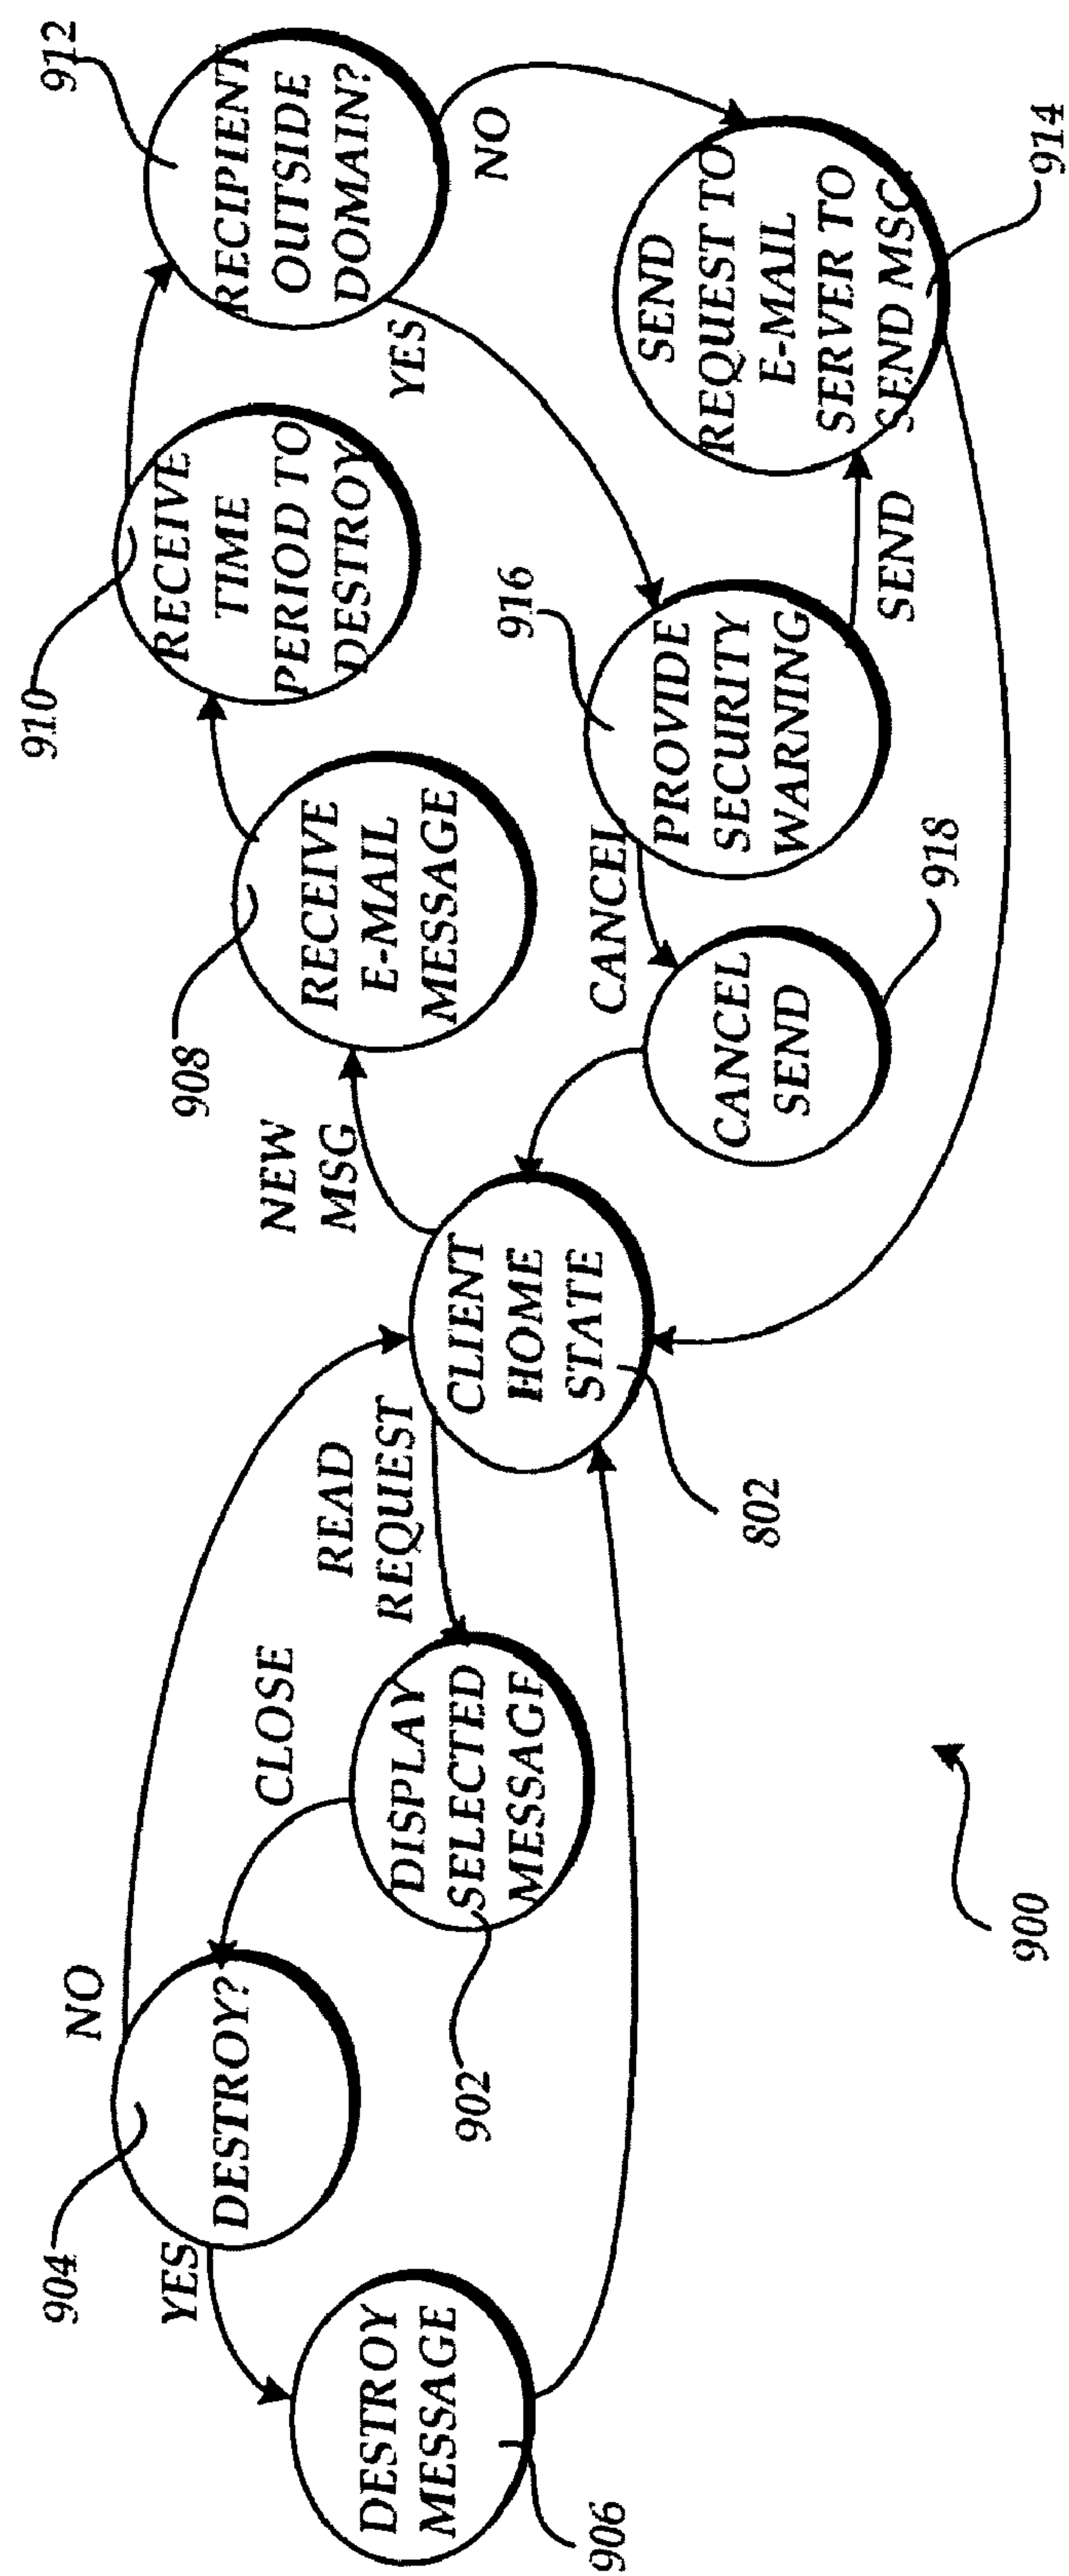 904
NO
YES
DESTROY?
CLOSE
DESTROY
MESSAGE
906
902
DISPLAY
SELECTED
MESSAGE
READ
REQUEST
CLIENT
HOME
STATE
802
900
NEW
MSG
908
RECEIVE
E-MAIL
MESSAGE
910
RECEIVE
TIME
PERIOD TO
DESTROY
912
RECIPIENT
OUTSIDE
DOMAIN?
YES
NO
CANCEL
CANCEL
SEND
918
916
PROVIDE
SECURITY
WARNING
SEND
SEND
REQUEST TO
E-MAIL
SERVER TO
SEND MSG
914